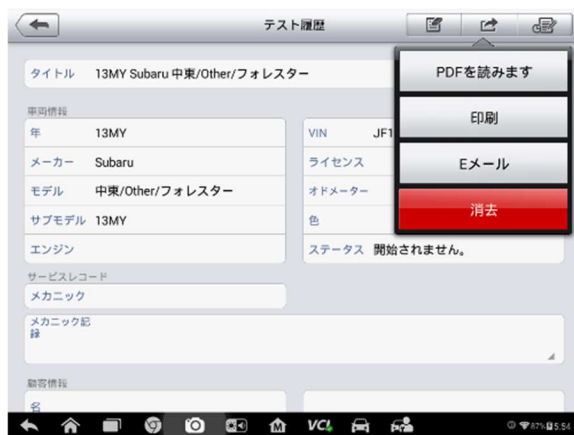 テスト履歴
タイトル 13MY Subaru 中東/Other/フォレスター
PDFを読みます
印刷
Eメール
消去
車両情報
年 13MY
メーカー Subaru
モデル 中東/Other/フォレスター
サブモデル 13MY
エンジン
VIN JF1
ライセンス
オドメーター
色
ステータス 開始されません。
サービスレコード
メカニック
メカニック記
録
顧客情報
名
VCI
87% 5:54